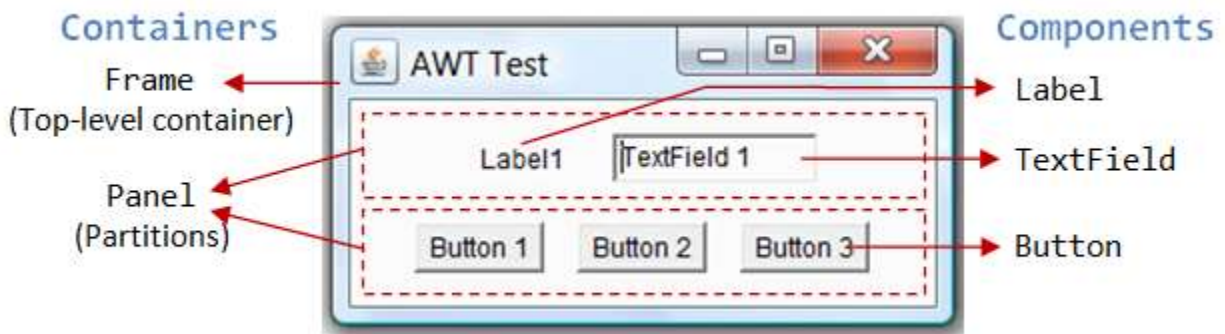 Containers
Components
AWT Test
Frame
(Top-level container)
Label
Label1
TextField 1
TextField
Panel
(Partitions)
Button 1
Button 2
Button 3
Button